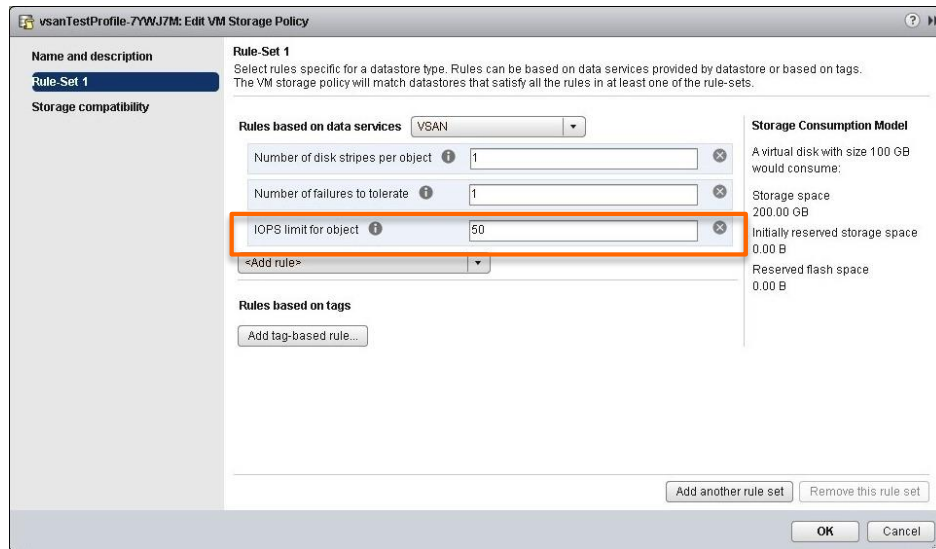 vsanTestProfile-7YWJ7M: Edit VM Storage Policy
?
Name and description
Rule-Set 1
Storage compatibility
Rule-Set 1
Select rules specific for a datastore type. Rules can be based on data services provided by datastore or based on tags.
The VM storage policy will match datastores that satisfy all the rules in at least one of the rule-sets.
Rules based on data services VSAN
Number of disk stripes per object 1
Number of failures to tolerate 1
IOPS limit for object 50
<Add rule>
Rules based on tags
Add tag-based rule...
Storage Consumption Model
A virtual disk with size 100 GB
would consume:
Storage space
200.00 GB
Initially reserved storage space
0.00 B
Reserved flash space
0.00 B
Add another rule set Remove this rule set
OK Cancel